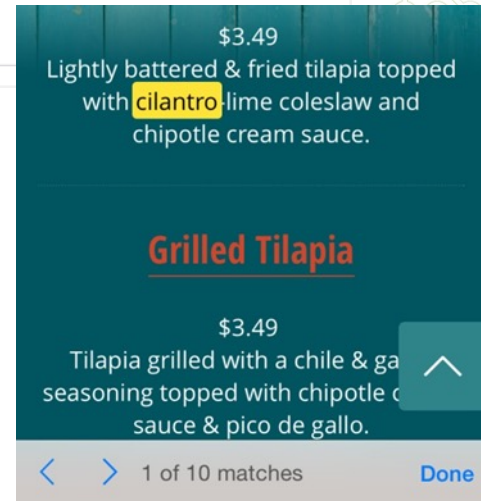 $3.49
Lightly battered & fried tilapia topped
with cilantro-lime coleslaw and
chipotle cream sauce.
Grilled Tilapia
$3.49
Tilapia grilled with a chile &
seasoning topped with chipotle
sauce & pico de gallo.
1 of 10 matches
Done